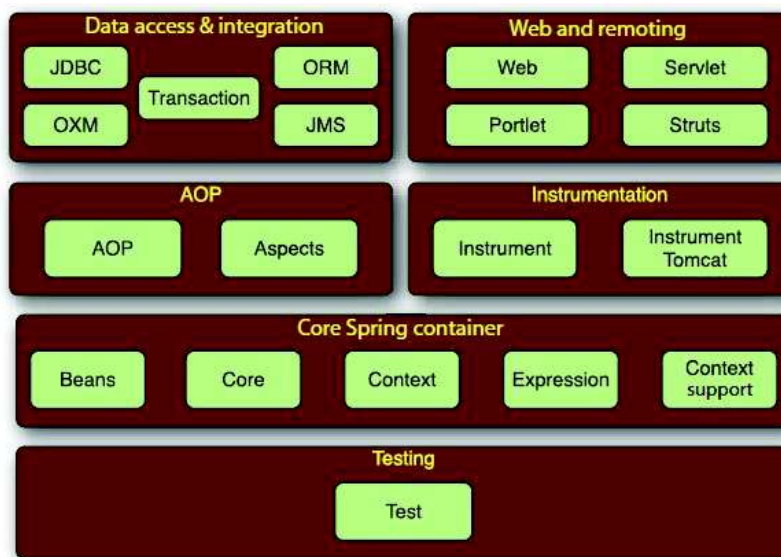 Data access & integration
JDBC
ORM
Transaction
OXM
JMS
Web and remoting
Web
Servlet
Portlet
Struts
AOP
AOP
Aspects
Instrumentation
Instrument
Instrument
Tomcat
Core Spring container
Beans
Core
Context
Expression
Context
support
Testing
Test